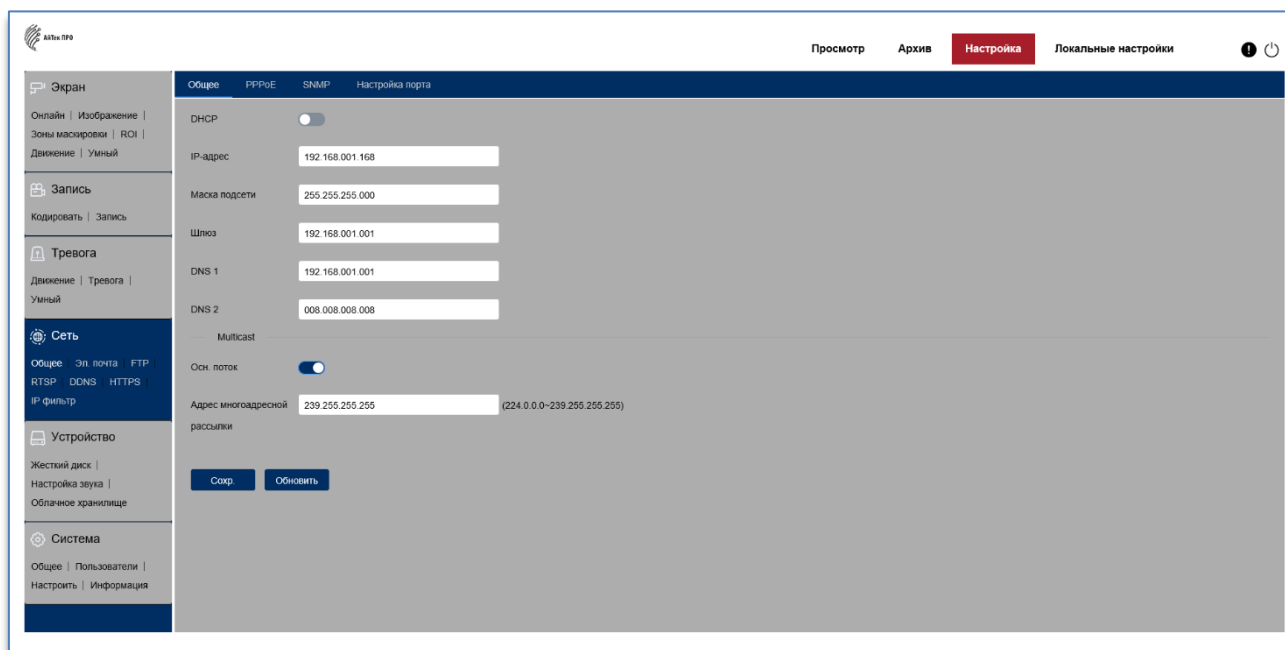 АйТек ПРО
Просмотр Архив Настройка Локальные настройки
Экран
Онлайн | Изображение |
Зоны маскировки | ROI |
Движение | Умный
Запись
Кодировать | Запись
Тревога
Движение | Тревога |
Умный
Сеть
Общее | Эл. почта | FTP |
RTSP | DDNS | HTTPS |
IP фильтр
Устройство
Жесткий диск |
Настройка звука |
Облачное хранилище
Система
Общее | Пользователи |
Настроить | Информация
Общее PPPoE SNMP Настройка порта
DHCP
IP-адрес 192.168.001.168
Маска подсети 255.255.255.000
Шлюз 192.168.001.001
DNS 1 192.168.001.001
DNS 2 008.008.008.008
Multicast
Осн. поток
Адрес многоадресной 239.255.255.255 (224.0.0.0~239.255.255.255)
рассылки
Сохр. Обновить